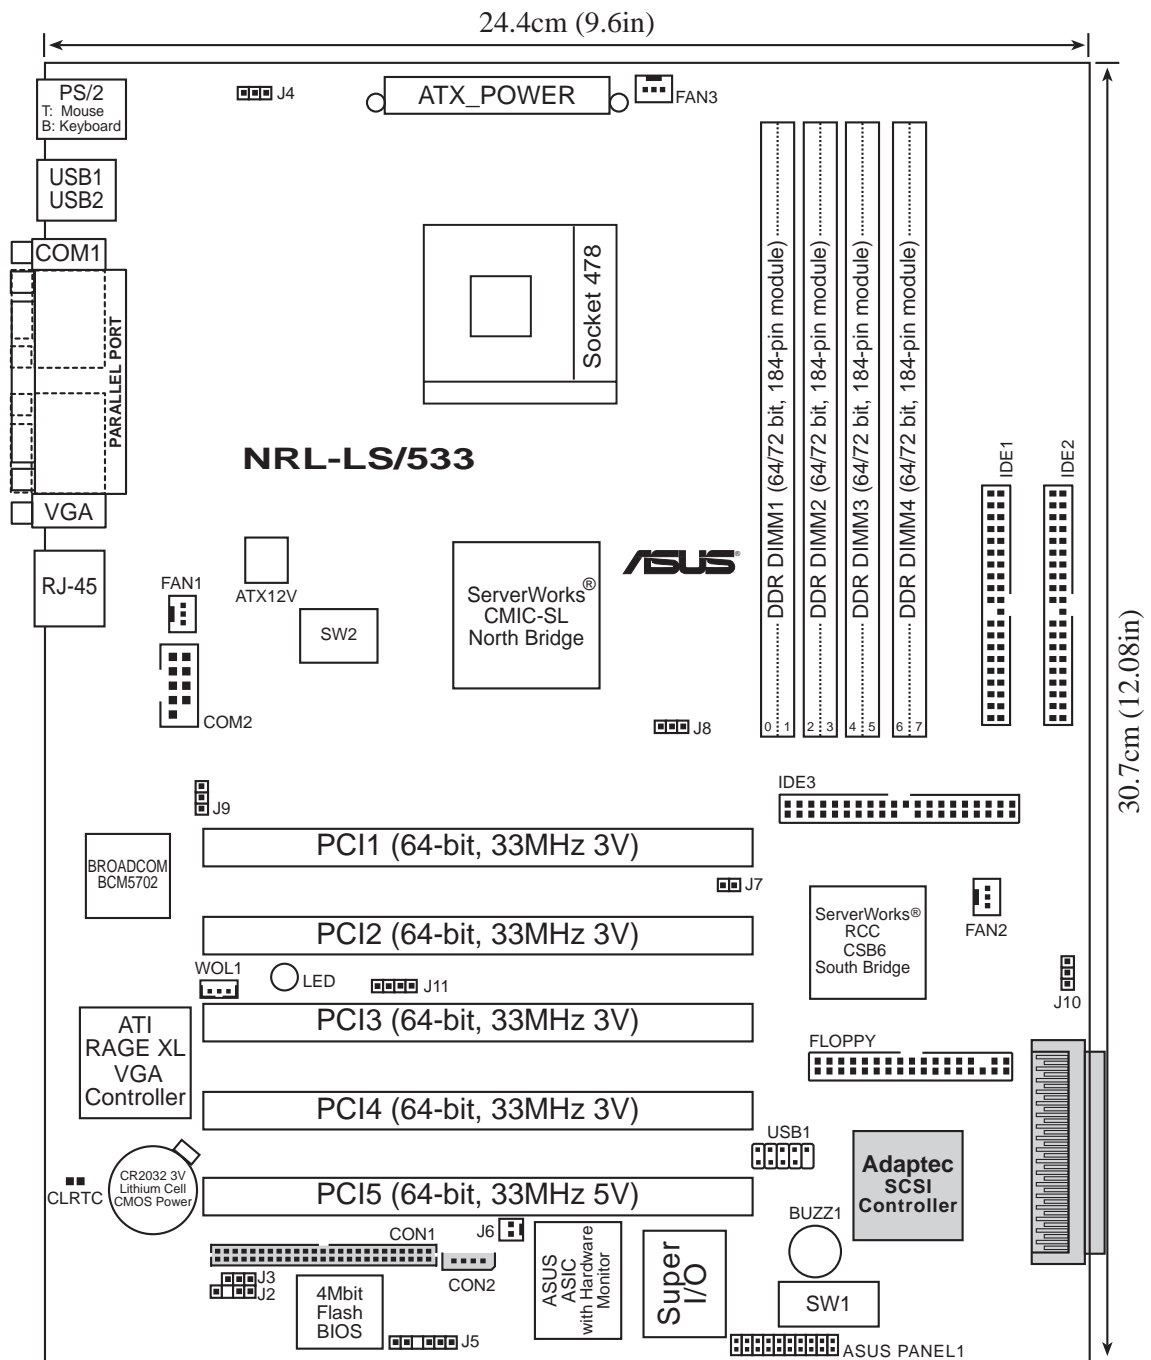 24.4cm (9.6in)
PS/2
T: Mouse
B: Keyboard
J4
ATX_POWER
FAN3
USB1
USB2
COM1
PARALLEL PORT
Socket 478
DDR DIMM1 (64/72 bit, 184-pin module)
DDR DIMM2 (64/72 bit, 184-pin module)
DDR DIMM3 (64/72 bit, 184-pin module)
DDR DIMM4 (64/72 bit, 184-pin module)
IDE1
IDE2
NRL-LS/533
VGA
RJ-45
FAN1
ATX12V
SW2
ServerWorks®
CMIC-SL
North Bridge
ASUS®
30.7cm (12.08in)
COM2
J8
0 1
2 3
4 5
6 7
IDE3
J9
PCI1 (64-bit, 33MHz 3V)
BROADCOM
BCM5702
J7
ServerWorks®
RCC
CSB6
South Bridge
FAN2
PCI2 (64-bit, 33MHz 3V)
WOL1
LED
J11
J10
ATI
RAGE XL
VGA
Controller
PCI3 (64-bit, 33MHz 3V)
FLOPPY
PCI4 (64-bit, 33MHz 3V)
USB1
Adaptec
SCSI
Controller
CLRTC
CR2032 3V
Lithium Cell
CMOS Power
PCI5 (64-bit, 33MHz 5V)
BUZZ1
CON1
J6
CON2
ASUS
ASIC
with Hardware
Monitor
Super
I/O
J3
J2
4Mbit
Flash
BIOS
SW1
J5
ASUS PANEL1